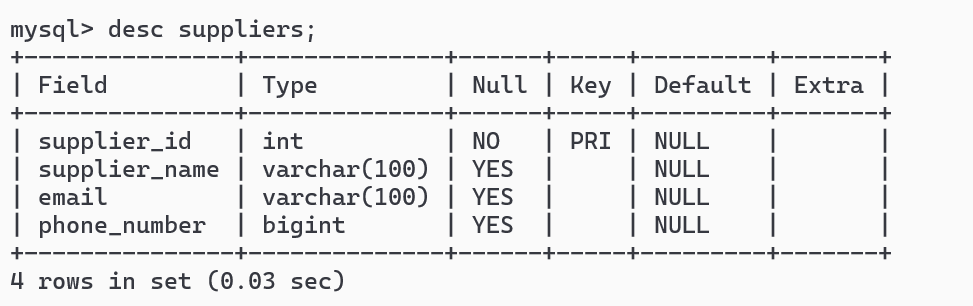 mysql> desc suppliers;
+----------------+--------------+------+-----+---------+-------+
| Field          | Type         | Null | Key | Default | Extra |
+----------------+--------------+------+-----+---------+-------+
| supplier_id    | int          | NO   | PRI | NULL    |       |
| supplier_name | varchar(100) | YES  |     | NULL    |       |
| email          | varchar(100) | YES  |     | NULL    |       |
| phone_number   | bigint       | YES  |     | NULL    |       |
+----------------+--------------+------+-----+---------+-------+
4 rows in set (0.03 sec)